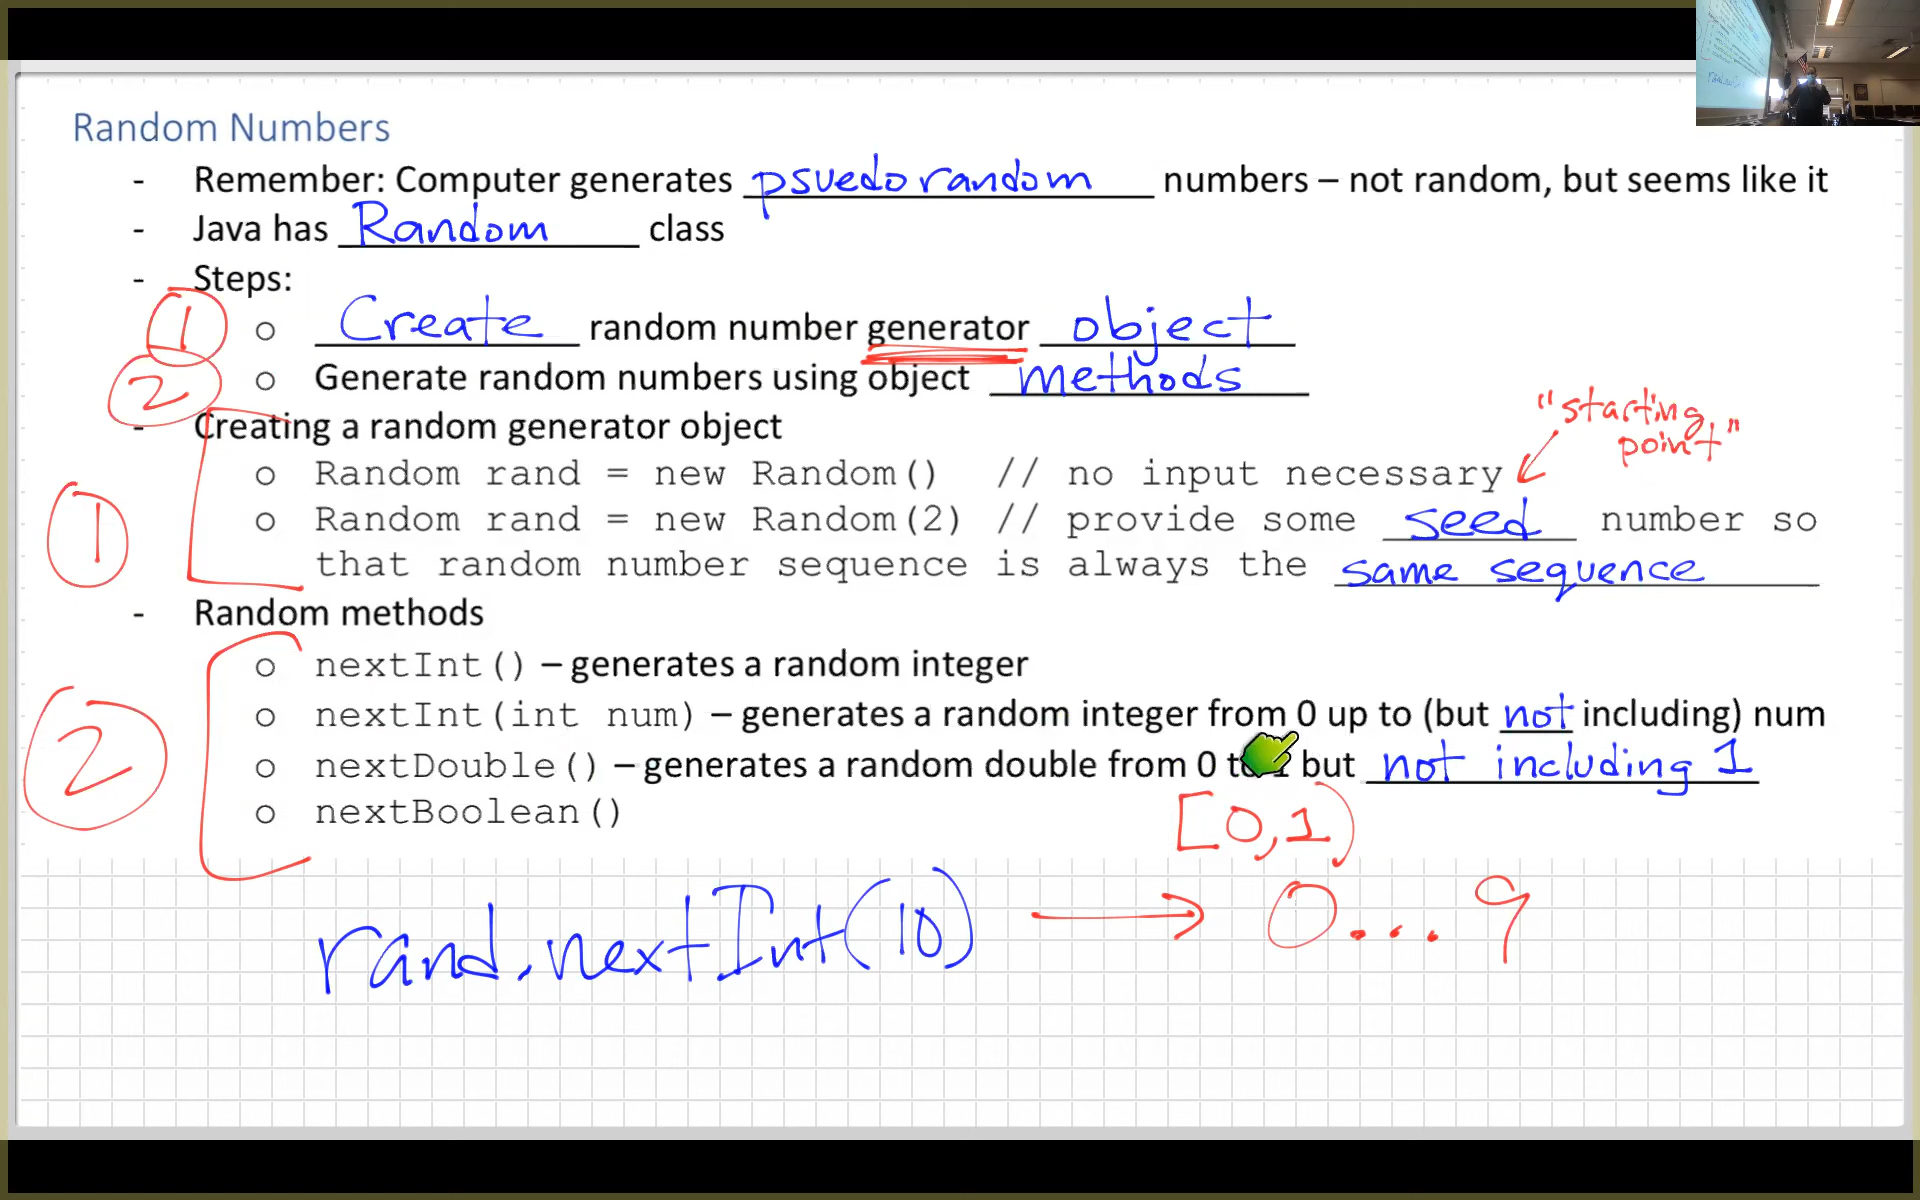 Random Numbers
- Remember: Computer generates psuedorandom numbers – not random, but seems like it
- Java has Random class
- Steps:
1 o Create random number generator object
2 o Generate random numbers using object methods
- Creating a random generator object
"starting point"
o Random rand = new Random() // no input necessary
1 o Random rand = new Random(2) // provide some seed number so
that random number sequence is always the same sequence
- Random methods
o nextInt() – generates a random integer
2 o nextInt(int num) – generates a random integer from 0 up to (but not including) num
o nextDouble() – generates a random double from 0 to 1 but not including 1
o nextBoolean()
[0,1)
rand.nextInt(10) → 0...9